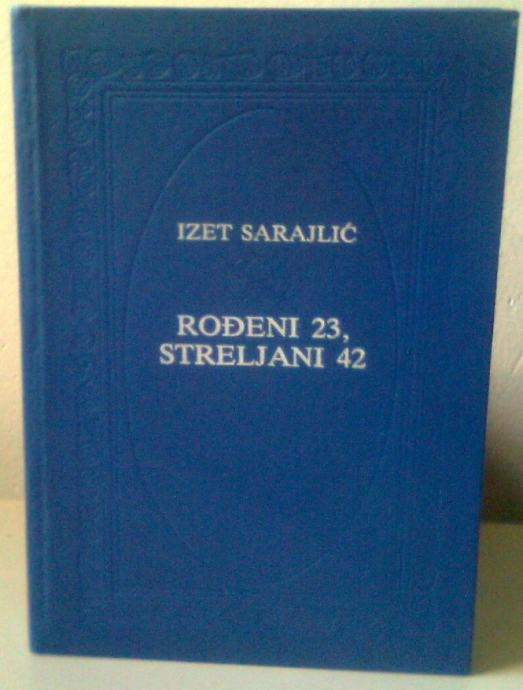 IZET SARAJLIĆ
ROĐENI 23,
STRELJANI 42